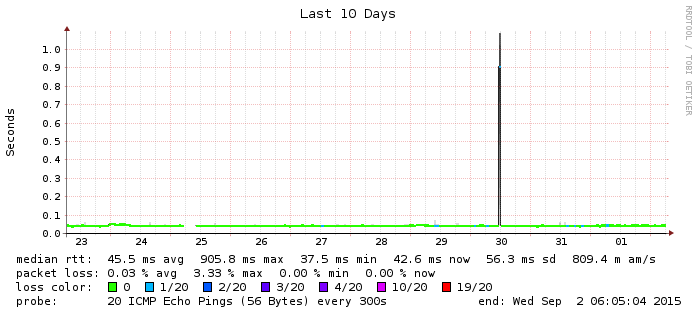 Last 10 Days
RRDTOOL / TOBI OETIKER
Seconds
1.0
0.9
0.8
0.7
0.6
0.5
0.4
0.3
0.2
0.1
0.0
23 24 25 26 27 28 29 30 31 01
median rtt: 45.5 ms avg 905.8 ms max 37.5 ms min 42.6 ms now 56.3 ms sd 809.4 m am/s
packet loss: 0.03 % avg 3.33 % max 0.00 % min 0.00 % now
loss color: 0 1/20 2/20 3/20 4/20 10/20 19/20
probe: 20 ICMP Echo Pings (56 Bytes) every 300s end: Wed Sep 2 06:05:04 2015